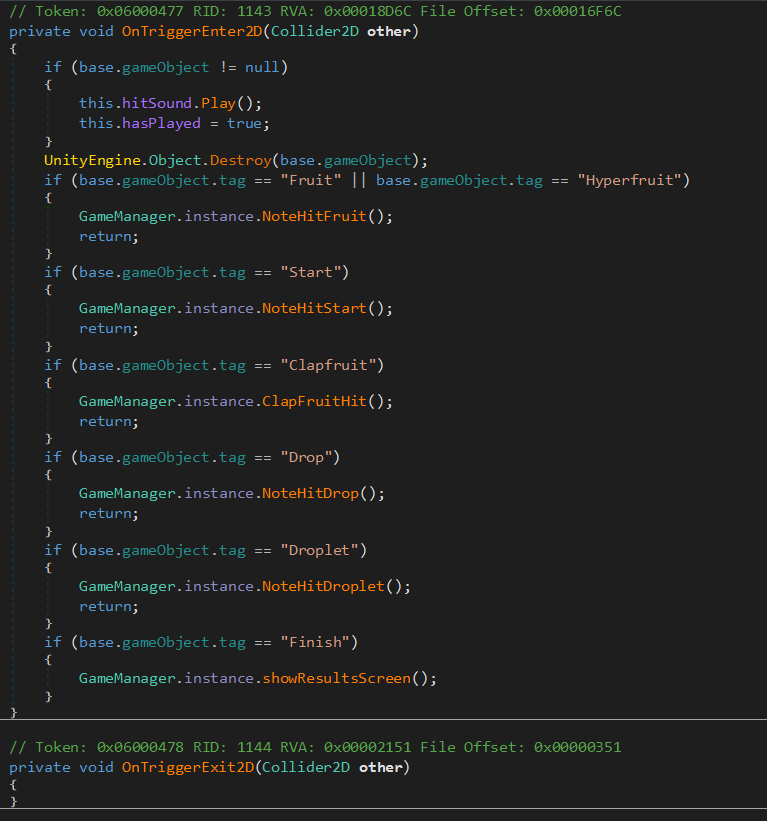 // Token: 0x06000477 RID: 1143 RVA: 0x00018D6C File Offset: 0x00016F6C
private void OnTriggerEnter2D(Collider2D other)
{
    if (base.gameObject != null)
    {
        this.hitSound.Play();
        this.hasPlayed = true;
    }
    UnityEngine.Object.Destroy(base.gameObject);
    if (base.gameObject.tag == "Fruit" || base.gameObject.tag == "Hyperfruit")
    {
        GameManager.instance.NoteHitFruit();
        return;
    }
    if (base.gameObject.tag == "Start")
    {
        GameManager.instance.NoteHitStart();
        return;
    }
    if (base.gameObject.tag == "Clapfruit")
    {
        GameManager.instance.ClapFruitHit();
        return;
    }
    if (base.gameObject.tag == "Drop")
    {
        GameManager.instance.NoteHitDrop();
        return;
    }
    if (base.gameObject.tag == "Droplet")
    {
        GameManager.instance.NoteHitDroplet();
        return;
    }
    if (base.gameObject.tag == "Finish")
    {
        GameManager.instance.showResultsScreen();
    }
}
// Token: 0x06000478 RID: 1144 RVA: 0x00002151 File Offset: 0x00000351
private void OnTriggerExit2D(Collider2D other)
{
}